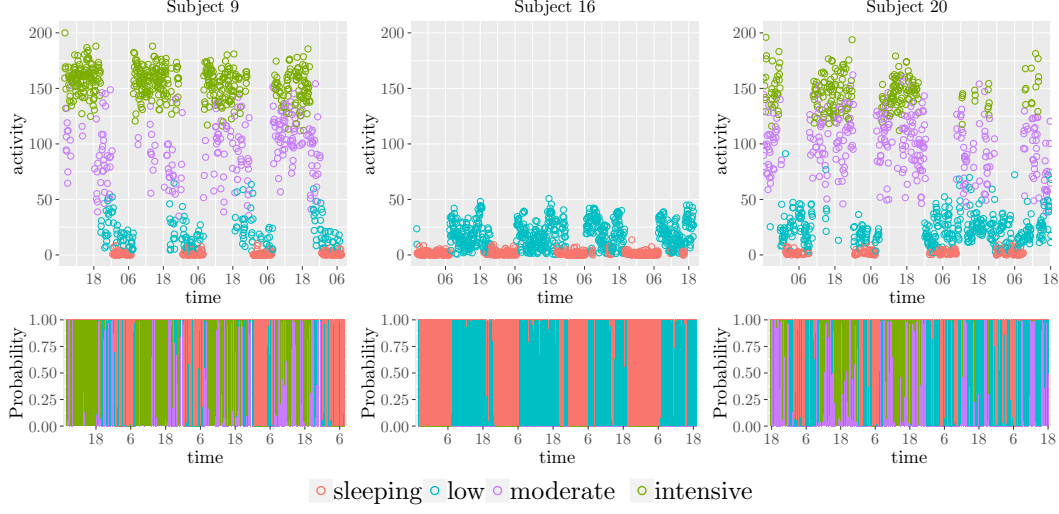 Subject 9
Subject 16
Subject 20
activity
200
150
100
50
0
18 06 18 06 18 06 18 06
time
activity
200
150
100
50
0
06 18 06 18 06 18 06 18
time
activity
200
150
100
50
0
06 18 06 18 06 18 06 18
time
Probability
1.00
0.75
0.50
0.25
0.00
18 6 18 6 18 6 18 6
time
Probability
1.00
0.75
0.50
0.25
0.00
6 18 6 18 6 18 6 18
time
Probability
1.00
0.75
0.50
0.25
0.00
18 6 18 6 18 6 18 6 18
time
sleeping low moderate intensive